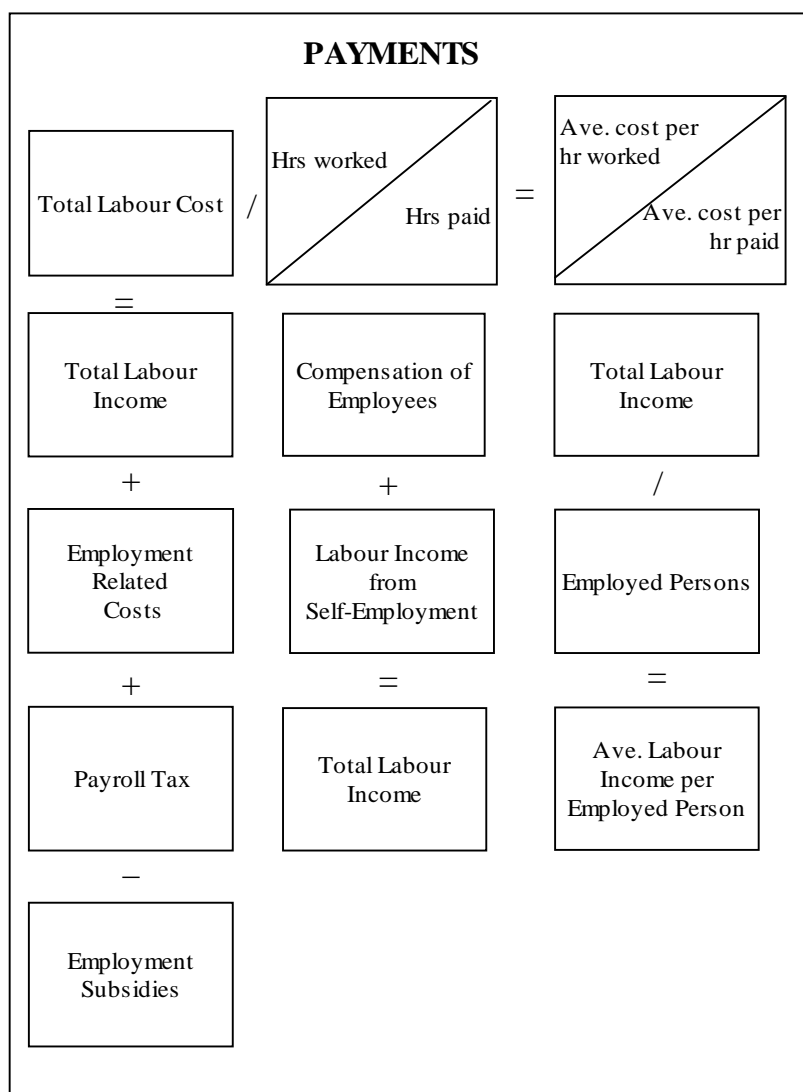 PAYMENTS
Total Labour Cost
/
Hrs worked
Hrs paid
=
Ave. cost per
hr worked
Ave. cost per
hr paid
=
Total Labour
Income
Compensation of
Employees
Total Labour
Income
+
+
/
Employment
Related
Costs
Labour Income
from
Self-Employment
Employed Persons
+
=
=
Payroll Tax
Total Labour
Income
Ave. Labour
Income per
Employed Person
–
Employment
Subsidies